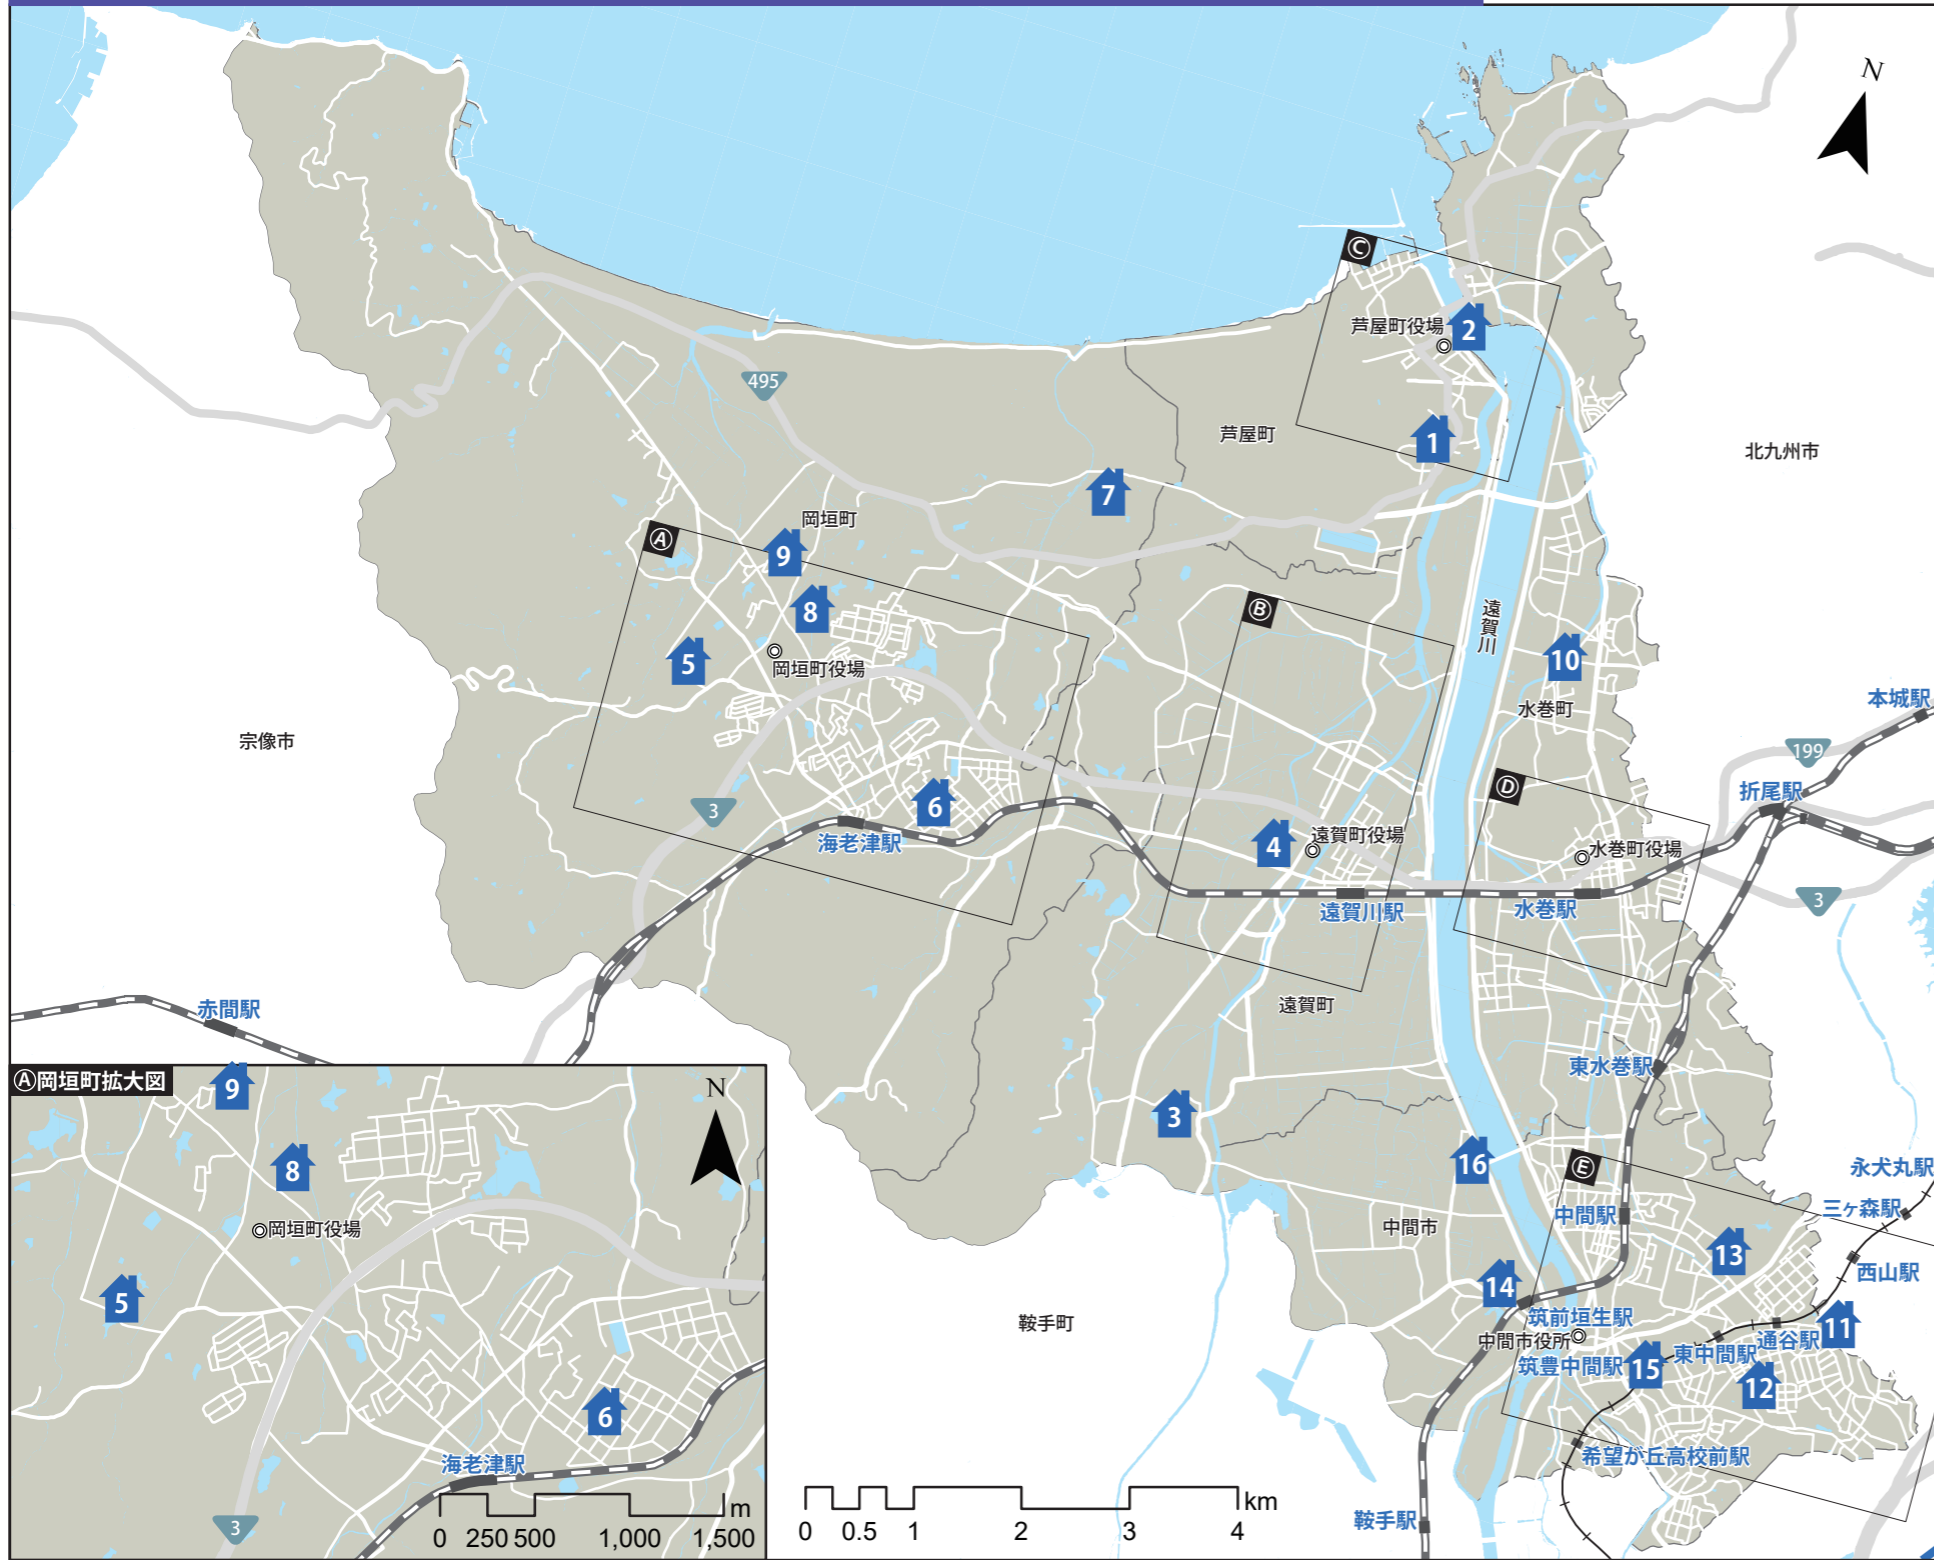 N
Ⓒ
芦屋町役場
2
495
芦屋町
1
北九州市
7
岡垣町
Ⓐ
9
Ⓑ
8
遠賀川
5
岡垣町役場
10
本城駅
水巻町
宗像市
199
Ⓓ
折尾駅
6
3
海老津駅
4
遠賀町役場
水巻町役場
3
遠賀川駅
水巻駅
遠賀町
赤間駅
東水巻駅
Ⓐ岡垣町拡大図
9
N
3
8
16
Ⓔ
永犬丸駅
三ヶ森駅
中間駅
岡垣町役場
中間市
13
西山駅
5
14
筑前垣生駅
鞍手町
中間市役所
通谷駅
11
筑豊中間駅
15
東中間駅
12
6
海老津駅
希望が丘高校前駅
3
0 250 500 1,000 1,500 m
0 0.5 1 2 3 4 km
鞍手駅